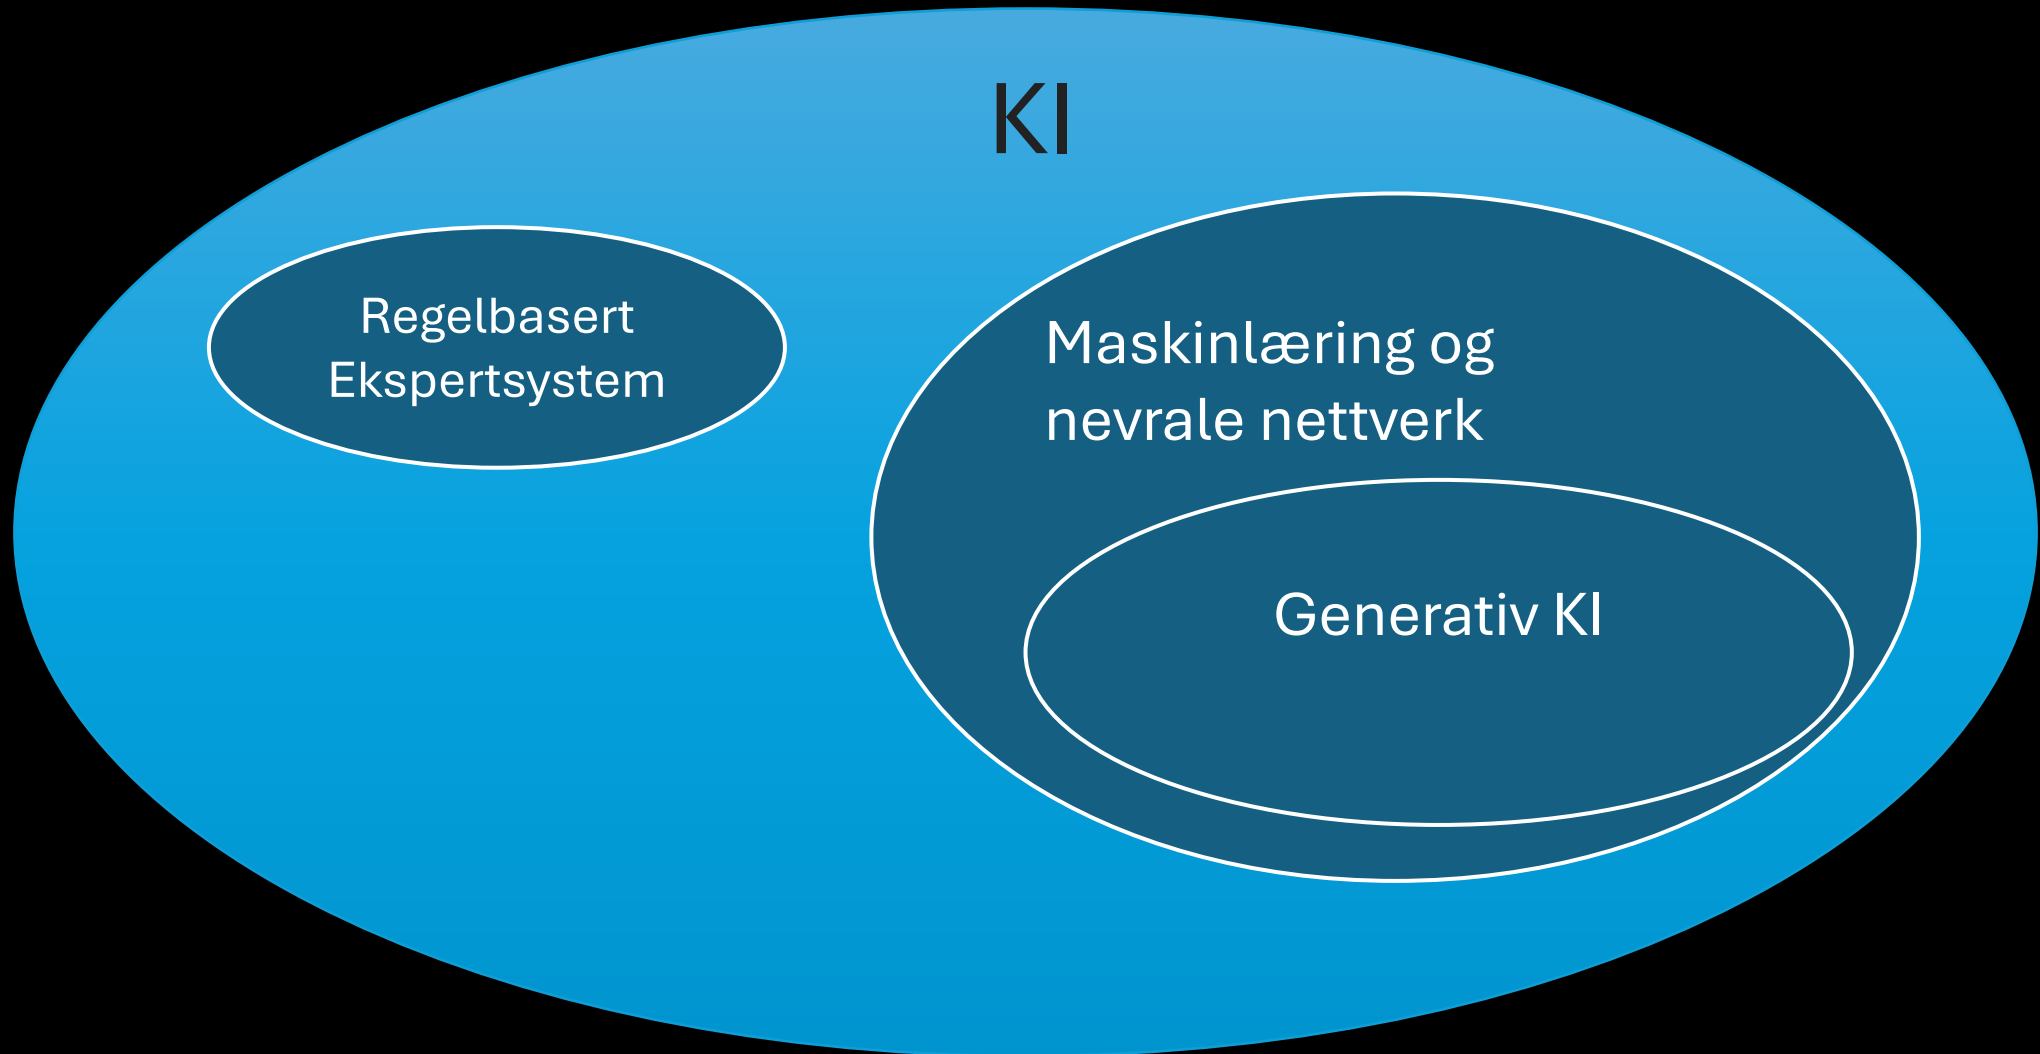 KI
Regelbasert
Ekspertsystem
Maskinlæring og
nevrale nettverk
Generativ KI